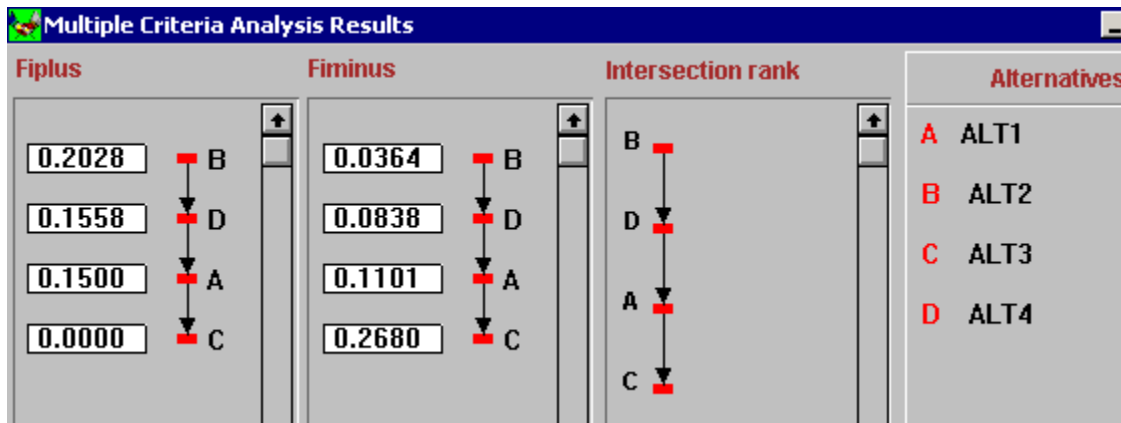 Multiple Criteria Analysis Results
Fiplus Fiminus Intersection rank Alternatives
0.2028 B 0.0364 B B A ALT1
0.1558 D 0.0838 D D B ALT2
0.1500 A 0.1101 A A C ALT3
0.0000 C 0.2680 C C D ALT4